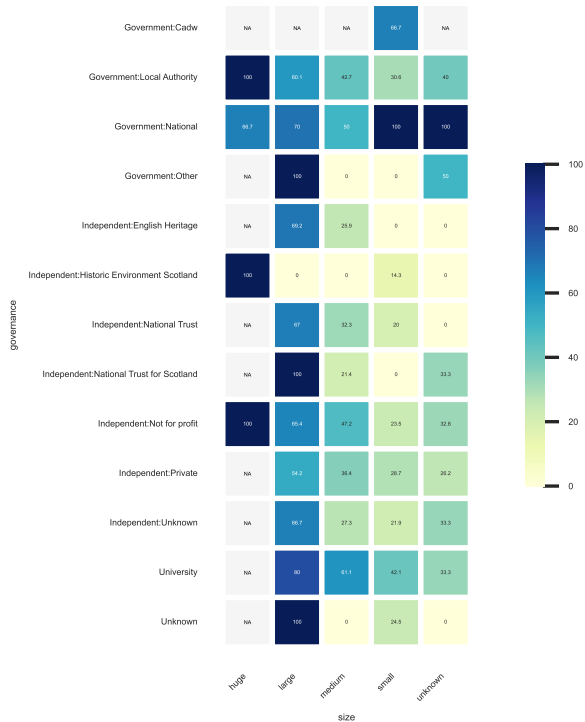 Government:Cadw NA NA NA 66.7 NA
Government:Local Authority 100 60.1 42.7 30.6 40
Government:National 66.7 70 50 100 100
Government:Other NA 100 0 0 50
Independent:English Heritage NA 69.2 25.9 0 0
Independent:Historic Environment Scotland 100 0 0 14.3 0
Independent:National Trust NA 67 32.3 20 0
Independent:National Trust for Scotland NA 100 21.4 0 33.3
Independent:Not for profit 100 65.4 47.2 23.5 32.8
Independent:Private NA 54.2 36.4 28.7 26.2
Independent:Unknown NA 66.7 27.3 21.9 33.3
University NA 80 61.1 42.1 33.3
Unknown NA 100 0 24.5 0
huge large medium small unknown
size
governance
100
80
60
40
20
0